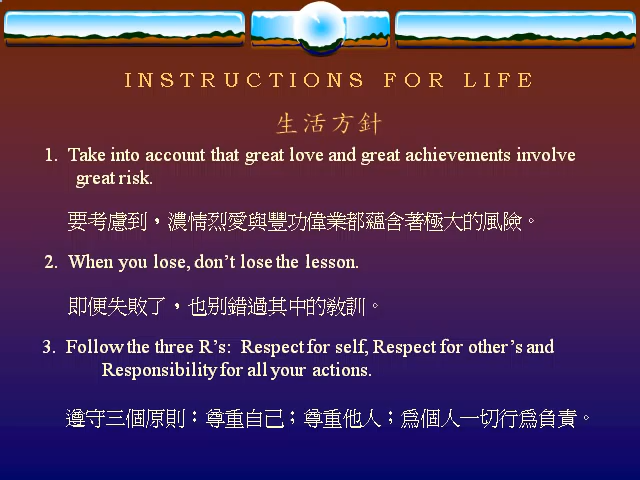 INSTRUCTIONS FOR LIFE
生活方針
1. Take into account that great love and great achievements involve
great risk.
要考慮到，濃情烈愛與豐功偉業都蘊含著極大的風險。
2. When you lose, don't lose the lesson.
即便失敗了，也別錯過其中的教訓。
3. Follow the three R's: Respect for self, Respect for other's and
Responsibility for all your actions.
遵守三個原則：尊重自己；尊重他人；為個人一切行為負責。